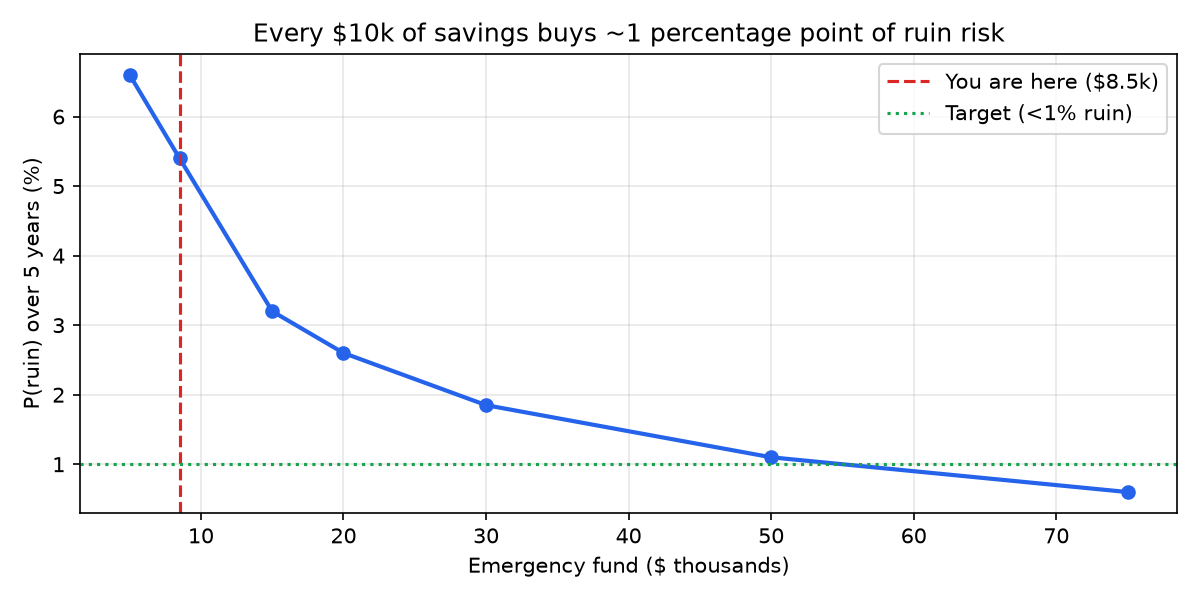 Every $10k of savings buys ~1 percentage point of ruin risk
You are here ($8.5k)
Target (<1% ruin)
P(ruin) over 5 years (%)
6
5
4
3
2
1
10 20 30 40 50 60 70
Emergency fund ($ thousands)